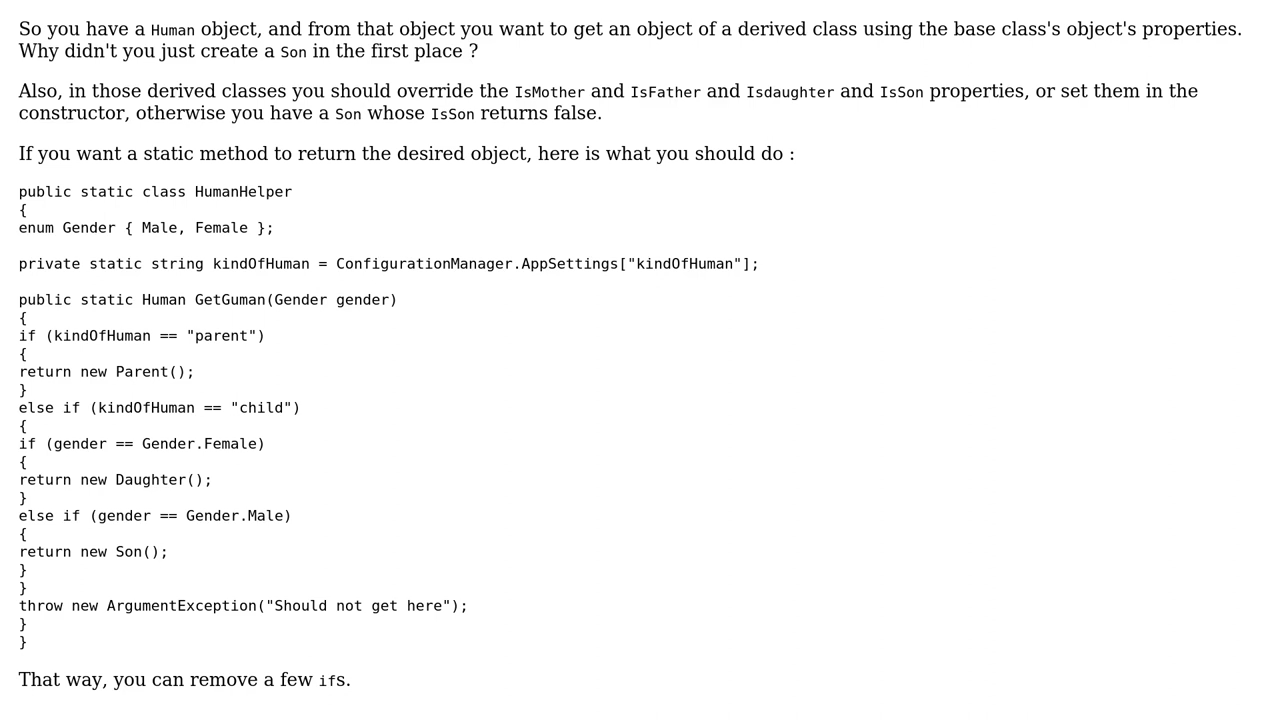 So you have a Human object, and from that object you want to get an object of a derived class using the base class's object's properties.
Why didn't you just create a Son in the first place ?
Also, in those derived classes you should override the IsMother and IsFather and Isdaughter and IsSon properties, or set them in the
constructor, otherwise you have a Son whose IsSon returns false.
If you want a static method to return the desired object, here is what you should do :
public static class HumanHelper
{
enum Gender { Male, Female };
private static string kindOfHuman = ConfigurationManager.AppSettings["kindOfHuman"];
public static Human GetGuman(Gender gender)
{
if (kindOfHuman == "parent")
{
return new Parent();
}
else if (kindOfHuman == "child")
{
if (gender == Gender.Female)
{
return new Daughter();
}
else if (gender == Gender.Male)
{
return new Son();
}
}
throw new ArgumentException("Should not get here");
}
}
That way, you can remove a few ifs.